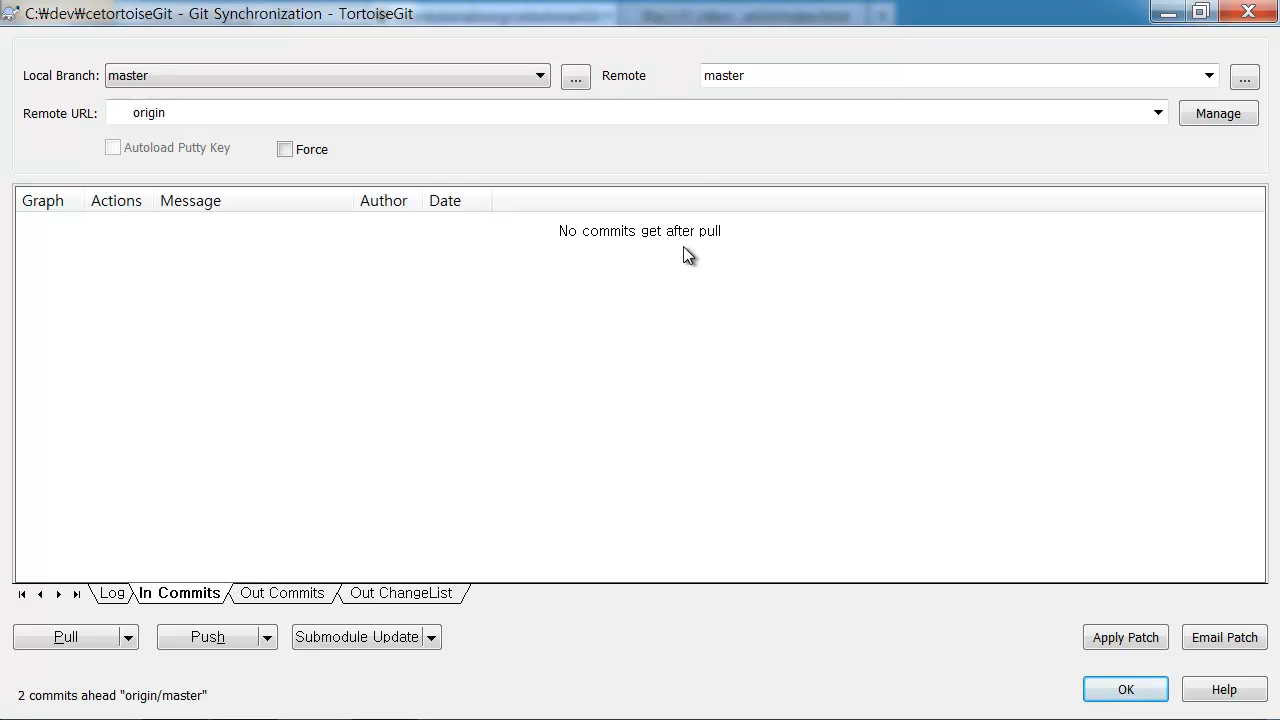 C:₩dev₩cetortoiseGit - Git Synchronization - TortoiseGit
Local Branch: master ... Remote master ...
Remote URL: origin Manage
Autoload Putty Key Force
Graph Actions Message Author Date
No commits get after pull
Log In Commits Out Commits Out ChangeList
Pull Push Submodule Update Apply Patch Email Patch
2 commits ahead "origin/master" OK Help